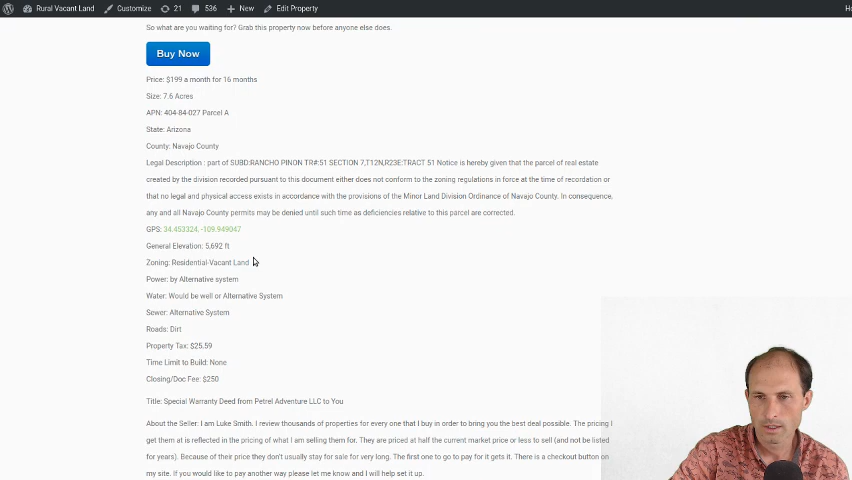 Rural Vacant Land Customize 21 536 New Edit Property
So what are you waiting for? Grab this property now before anyone else does.
Buy Now
Price: $199 a month for 16 months
Size: 7.6 Acres
APN: 404-84-027 Parcel A
State: Arizona
County: Navajo County
Legal Description : part of SUBD:RANCHO PINON TR#:51 SECTION 7,T12N,R23E:TRACT 51 Notice is hereby given that the parcel of real estate
created by the division recorded pursuant to this document either does not conform to the zoning regulations in force at the time of recordation or
that no legal and physical access exists in accordance with the provisions of the Minor Land Division Ordinance of Navajo County. In consequence,
any and all Navajo County permits may be denied until such time as deficiencies relative to this parcel are corrected.
GPS: 34.453324, -109.949047
General Elevation: 5,692 ft
Zoning: Residential-Vacant Land
Power: by Alternative system
Water: Would be well or Alternative System
Sewer: Alternative System
Roads: Dirt
Property Tax: $25.59
Time Limit to Build: None
Closing/Doc Fee: $250
Title: Special Warranty Deed from Petrel Adventure LLC to You
About the Seller: I am Luke Smith. I review thousands of properties for every one that I buy in order to bring you the best deal possible. The pricing I
get them at is reflected in the pricing of what I am selling them for. They are priced at half the current market price or less to sell (and not be listed
for years). Because of their price they don't usually stay for sale for very long. The first one to go to pay for it gets it. There is a checkout button on
my site. If you would like to pay another way please let me know and I will help set it up.